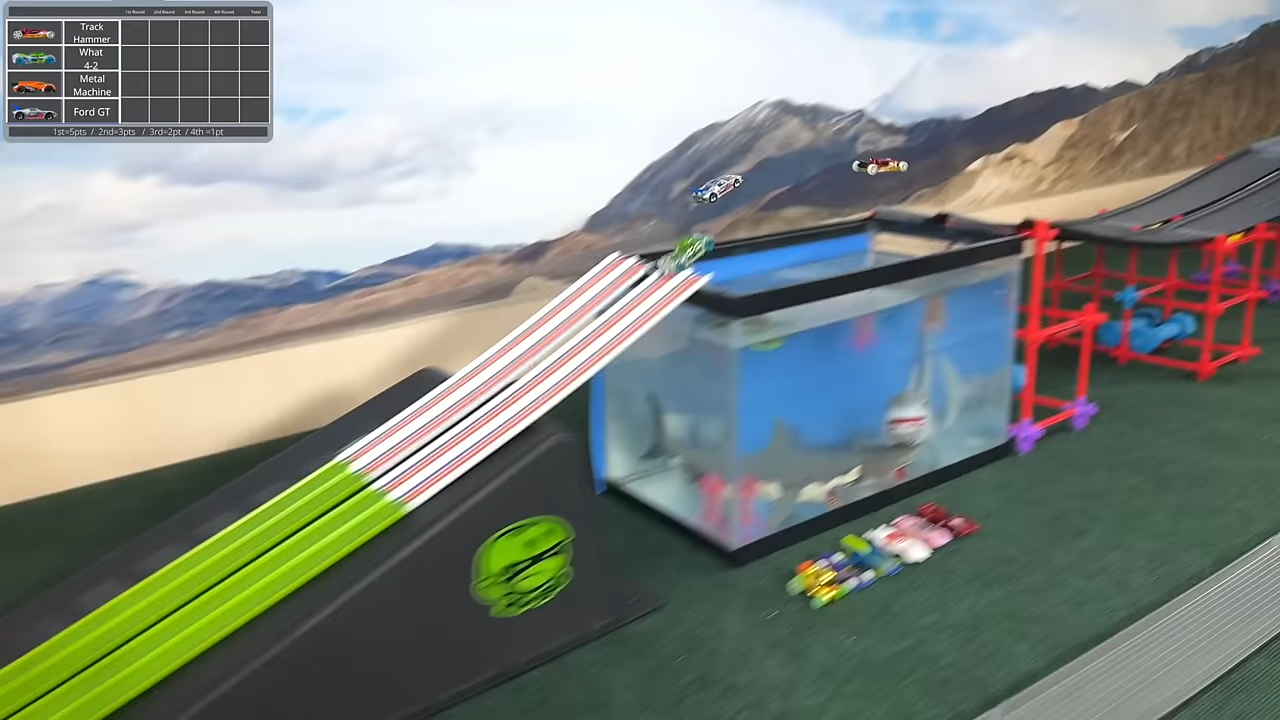 1st Round 2nd Round 3rd Round 4th Round Total
Track
Hammer
What
4-2
Metal
Machine
Ford GT
1st=5pts / 2nd=3pts / 3rd=2pt / 4th =1pt